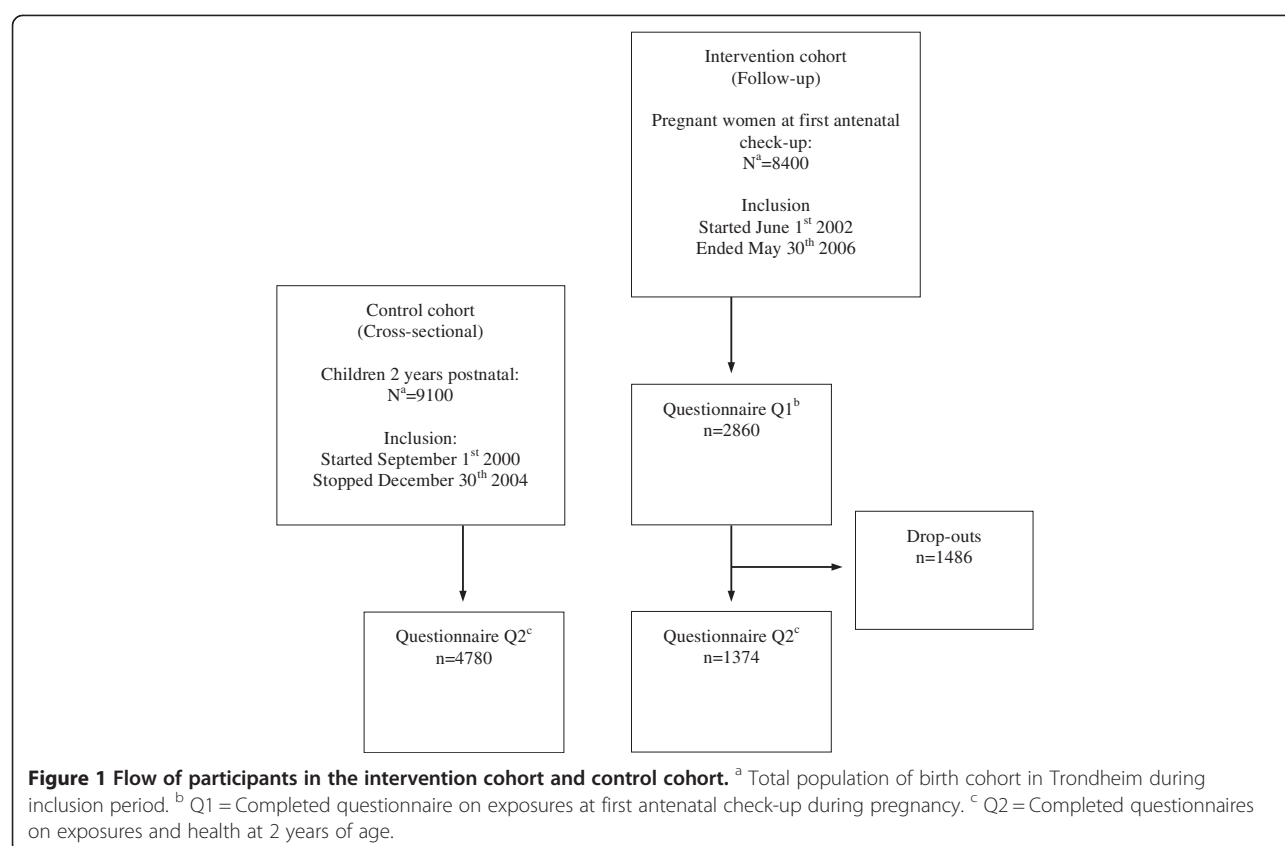 Intervention cohort
(Follow-up)
Pregnant women at first antenatal
check-up:
Nᵃ=8400
Inclusion
Started June 1ˢᵗ 2002
Ended May 30ᵗʰ 2006
Control cohort
(Cross-sectional)
Children 2 years postnatal:
Nᵃ=9100
Inclusion:
Started September 1ˢᵗ 2000
Stopped December 30ᵗʰ 2004
Questionnaire Q1ᵇ
n=2860
Drop-outs
n=1486
Questionnaire Q2ᶜ
n=4780
Questionnaire Q2ᶜ
n=1374
Figure 1 Flow of participants in the intervention cohort and control cohort. ᵃ Total population of birth cohort in Trondheim during
inclusion period. ᵇ Q1 = Completed questionnaire on exposures at first antenatal check-up during pregnancy. ᶜ Q2 = Completed questionnaires
on exposures and health at 2 years of age.